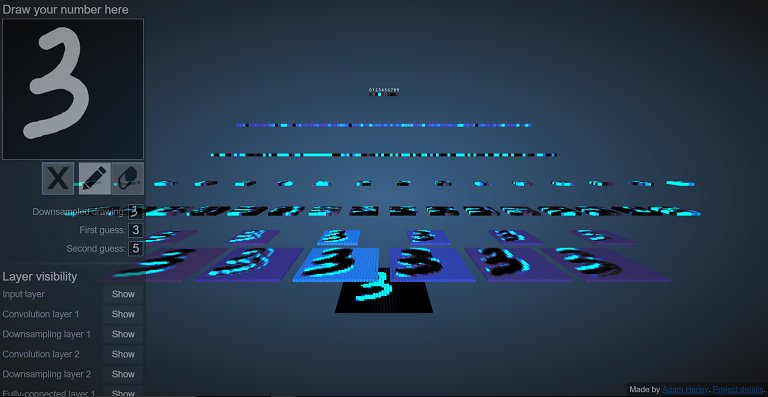 Draw your number here
3
0123456789
Downsampled drawing: 3
First guess: 3
Second guess: 5
Layer visibility
Input layer Show
Convolution layer 1 Show
Downsampling layer 1 Show
Convolution layer 2 Show
Downsampling layer 2 Show
Fully-connected layer 1 Show
Made by Adam Harley. Project details.